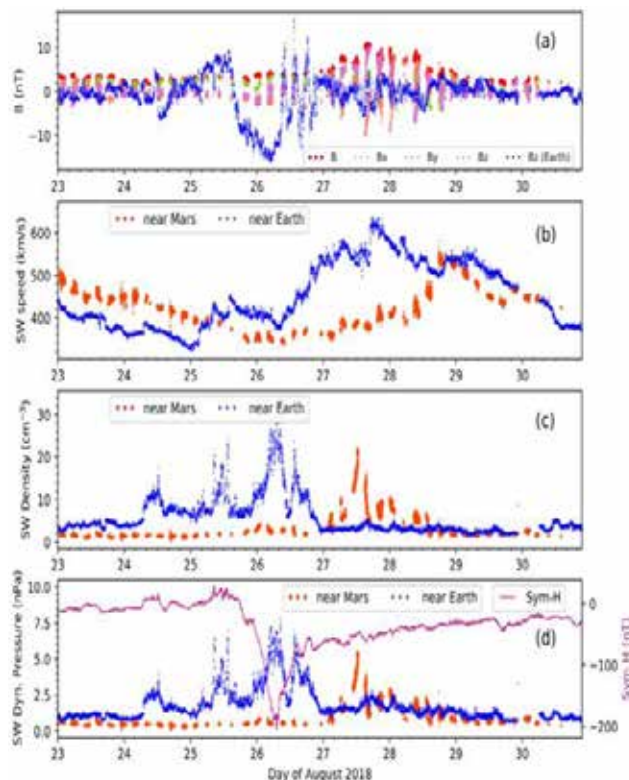 (a)
B (nT)
10
0
−10
B Bx By Bz Bz (Earth)
23 24 25 26 27 28 29 30
near Mars near Earth
(b)
SW speed (km/s)
600
500
400
23 24 25 26 27 28 29 30
near Mars near Earth
(c)
SW Density (cm⁻³)
30
20
10
0
23 24 25 26 27 28 29 30
near Mars near Earth Sym-H
(d)
SW Dyn. Pressure (nPa)
10.0
7.5
5.0
2.5
0.0
0
−100
−200
Sym-H (nT)
23 24 25 26 27 28 29 30
Day of August 2018